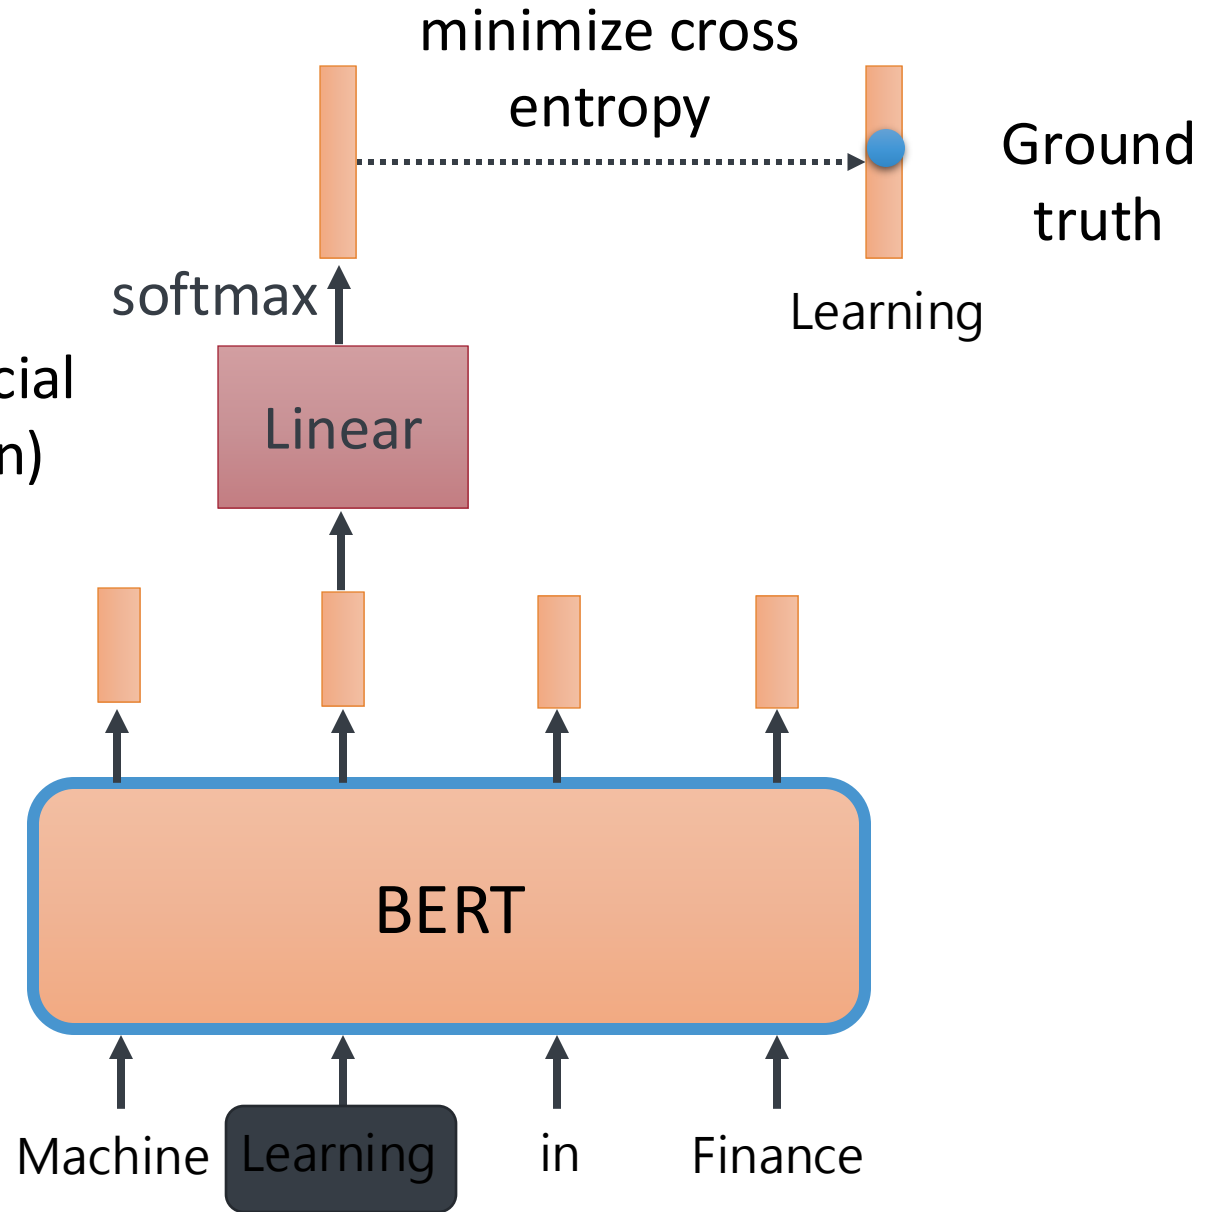 minimize cross
entropy
Ground
truth
softmax
Learning
cial
n)
Linear
BERT
Machine Learning in Finance